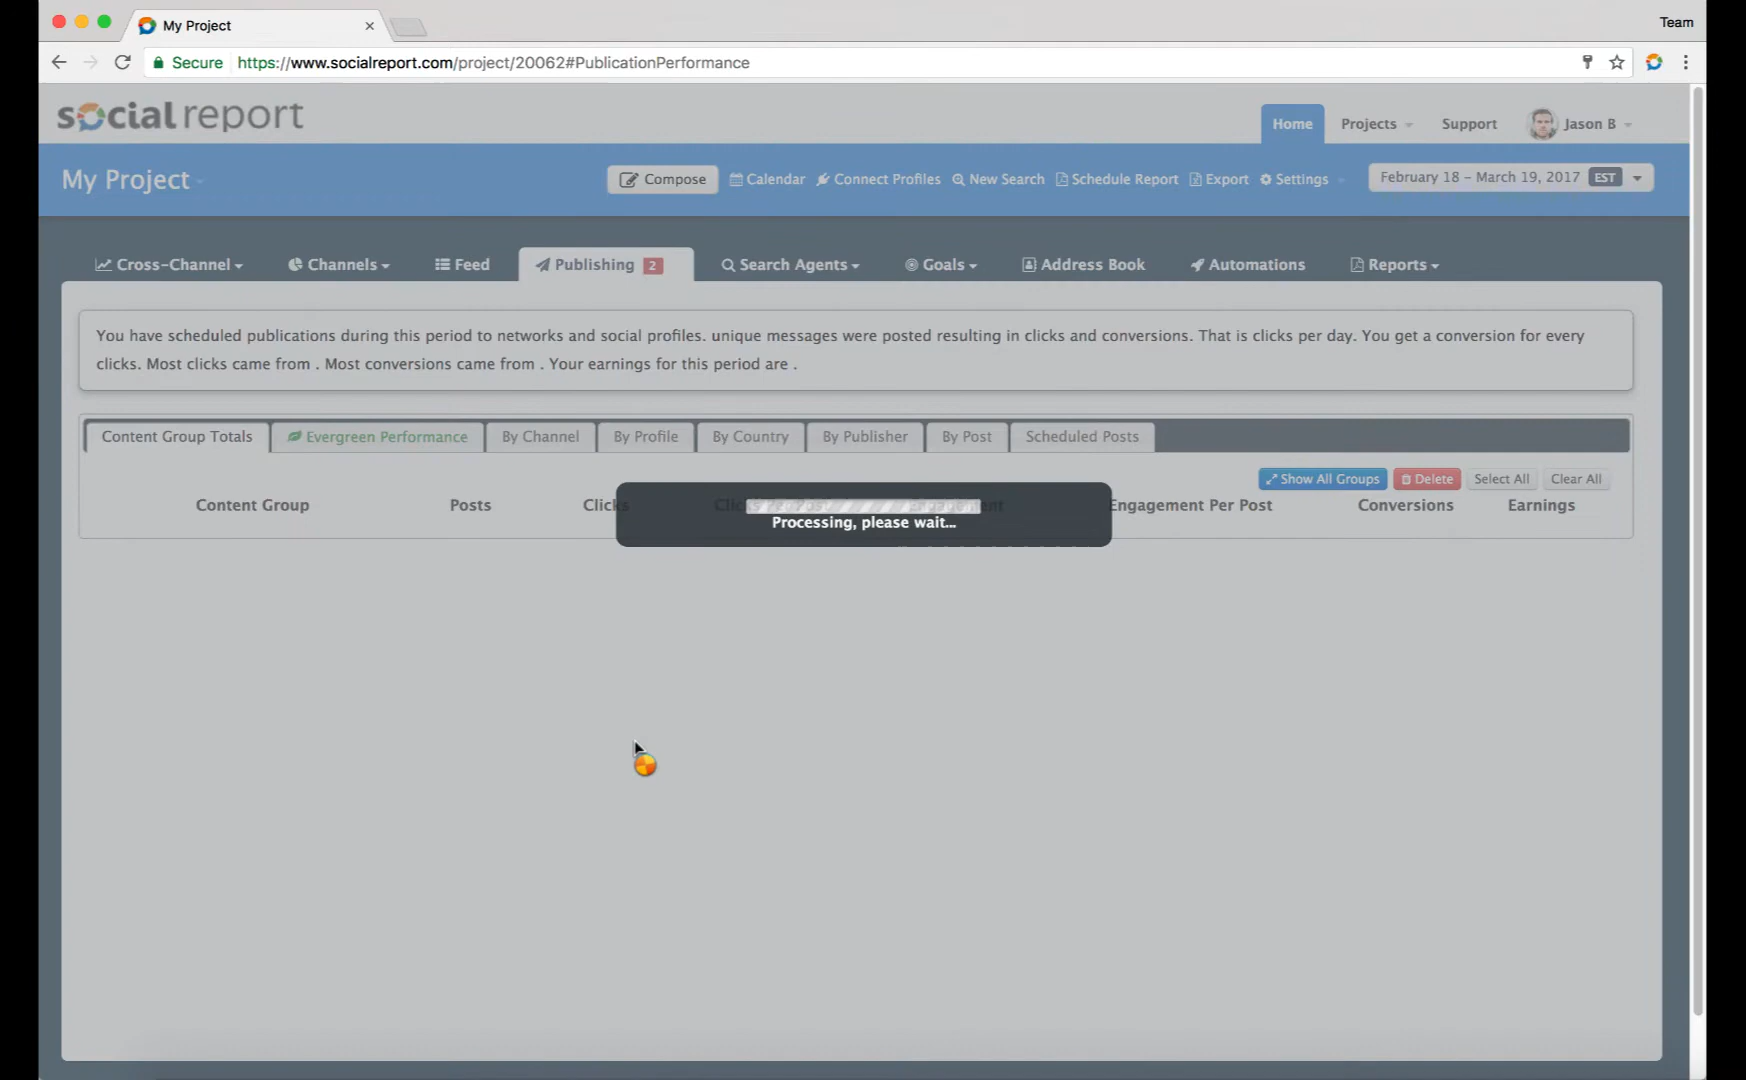 My Project
Team
Secure https://www.socialreport.com/project/20062#PublicationPerformance
social report
Home Projects Support Jason B
My Project
Compose Calendar Connect Profiles New Search Schedule Report Export Settings February 18 - March 19, 2017 EST
Cross-Channel Channels Feed Publishing 2 Search Agents Goals Address Book Automations Reports
You have scheduled publications during this period to networks and social profiles. unique messages were posted resulting in clicks and conversions. That is clicks per day. You get a conversion for every
clicks. Most clicks came from . Most conversions came from . Your earnings for this period are .
Content Group Totals Evergreen Performance By Channel By Profile By Country By Publisher By Post Scheduled Posts
Show All Groups Delete Select All Clear All
Content Group Posts Clicks Engagement Per Post Conversions Earnings
Processing, please wait...